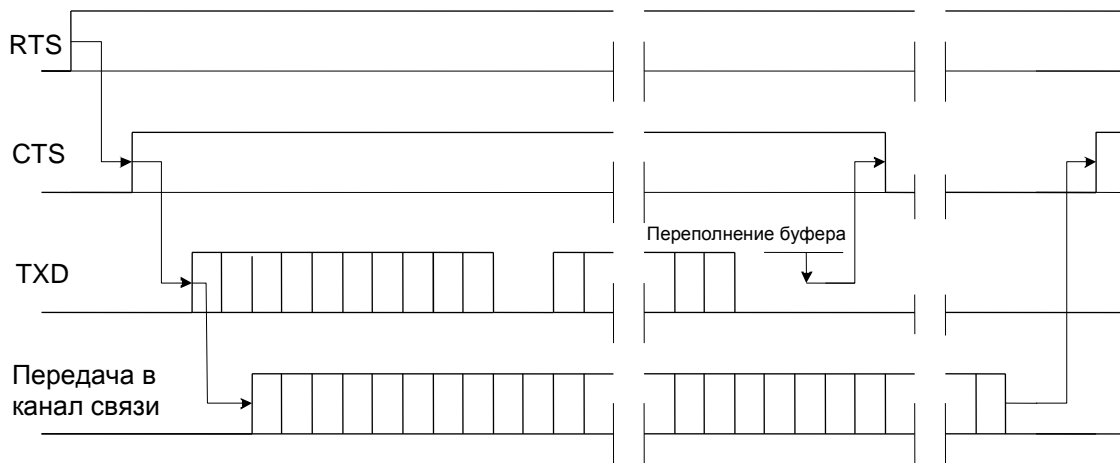 RTS
CTS
Переполнение буфера
TXD
Передача в
канал связи